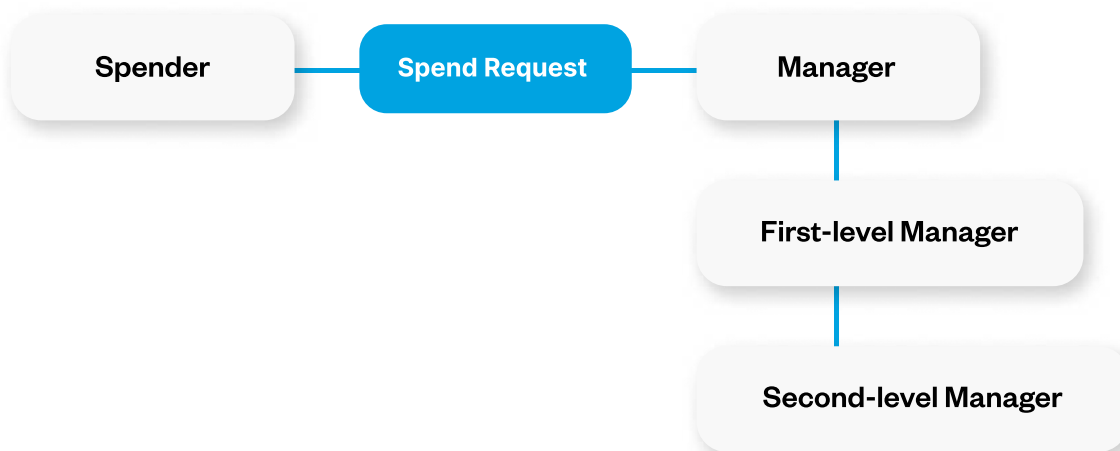 Spender
Spend Request
Manager
First-level Manager
Second-level Manager